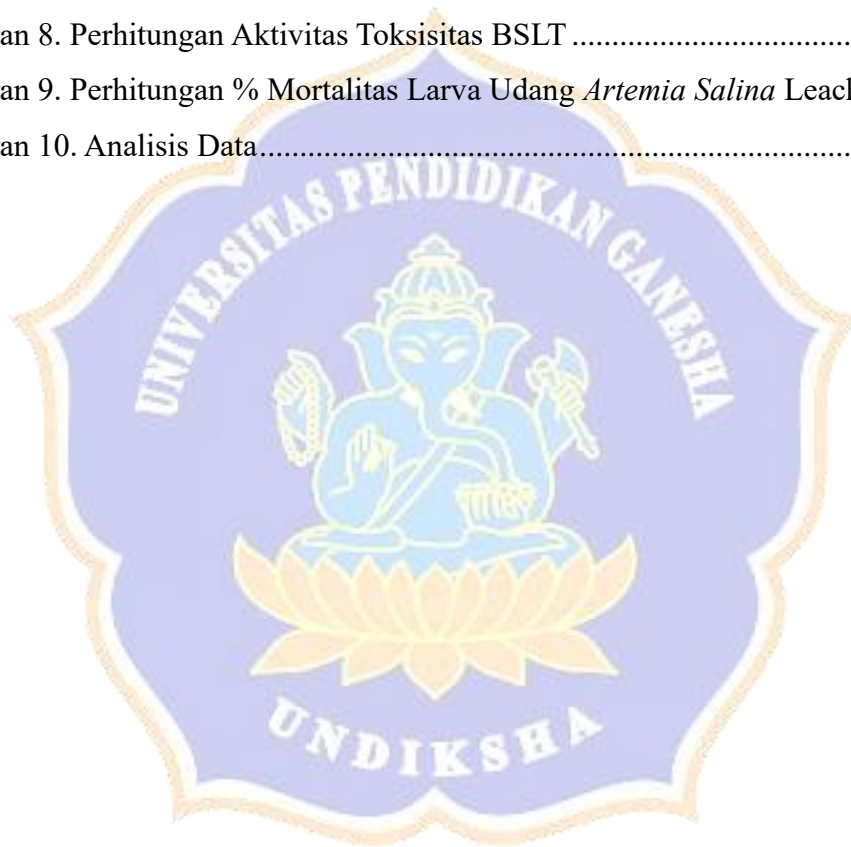 an 8. Perhitungan Aktivitas Toksisitas BSLT ..................................
an 9. Perhitungan % Mortalitas Larva Udang Artemia Salina Leach
an 10. Analisis Data.........................................................................
UNIVERSITAS PENDIDIKAN GANESHA
UNDIKSHA